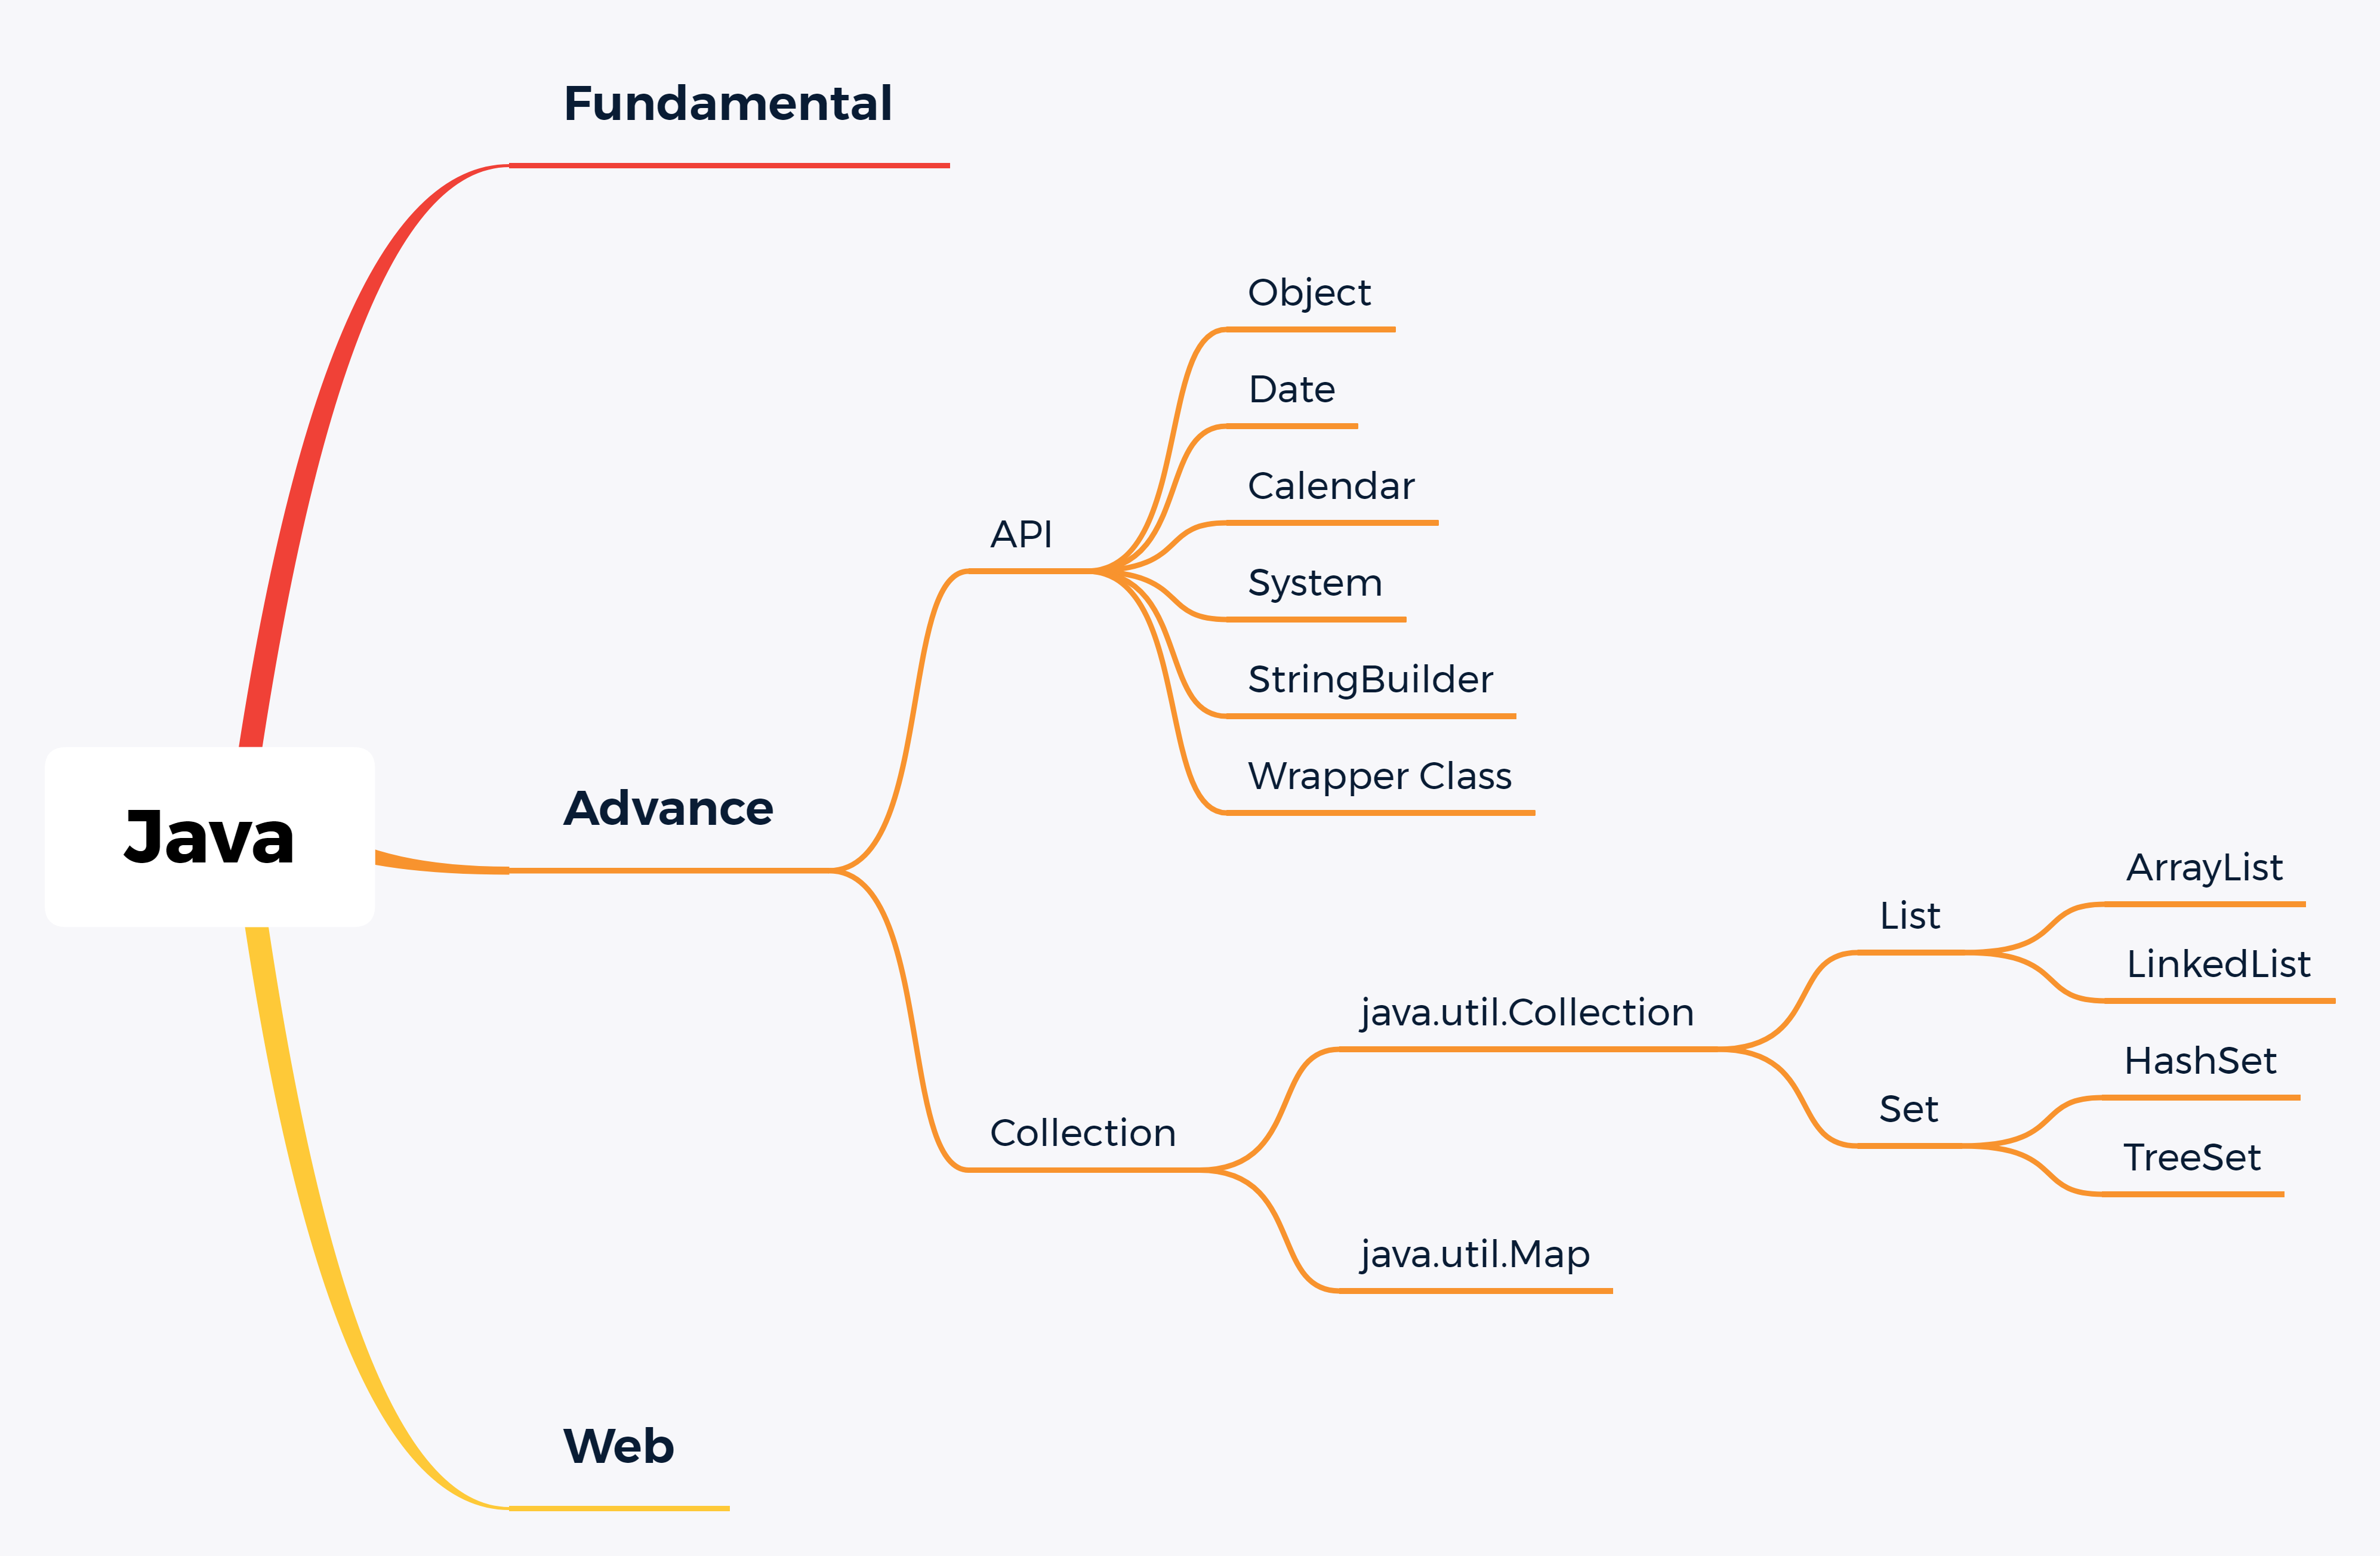 Fundamental
Object
Date
Calendar
API
System
StringBuilder
Wrapper Class
Advance
Java
ArrayList
List
LinkedList
java.util.Collection
HashSet
Set
Collection
TreeSet
java.util.Map
Web